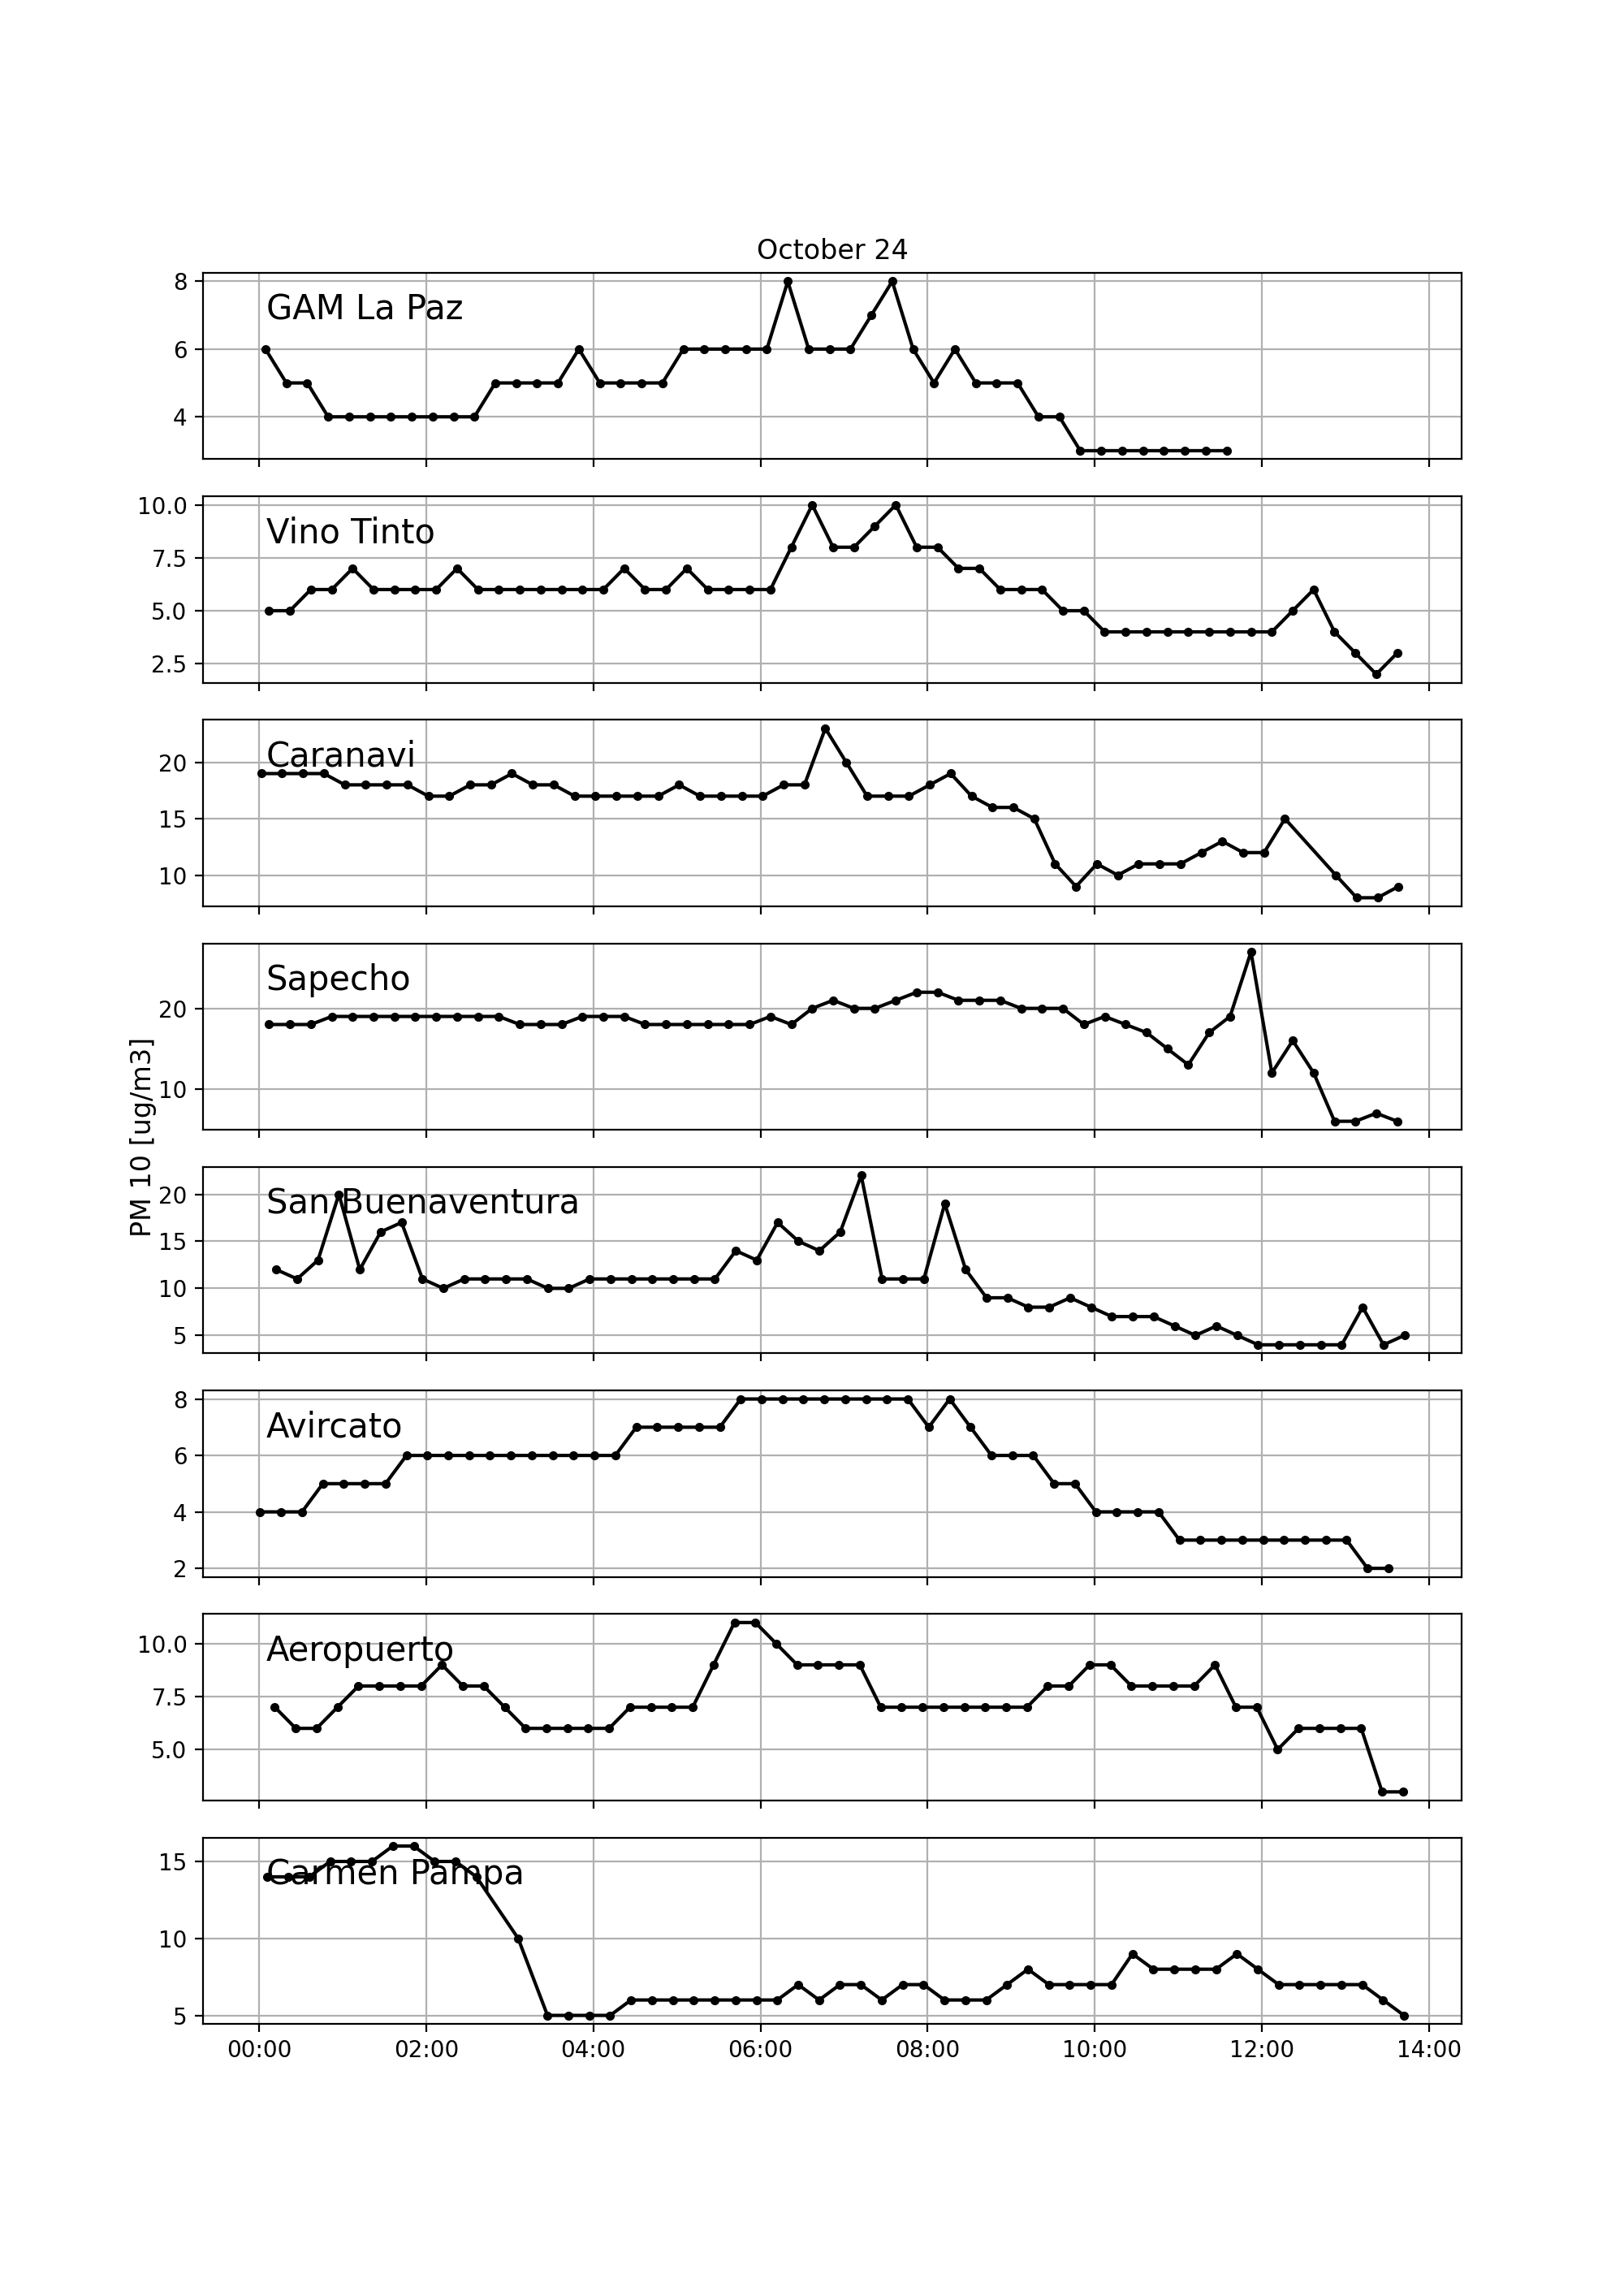 October 24
8
GAM La Paz
6
4
10.0
Vino Tinto
7.5
5.0
2.5
Caranavi
20
15
10
Sapecho
20
10
PM 10 [ug/m3]
San Buenaventura
20
15
10
5
8
Avircato
6
4
2
Aeropuerto
10.0
7.5
5.0
Carmen Pampa
15
10
5
00:00 02:00 04:00 06:00 08:00 10:00 12:00 14:00